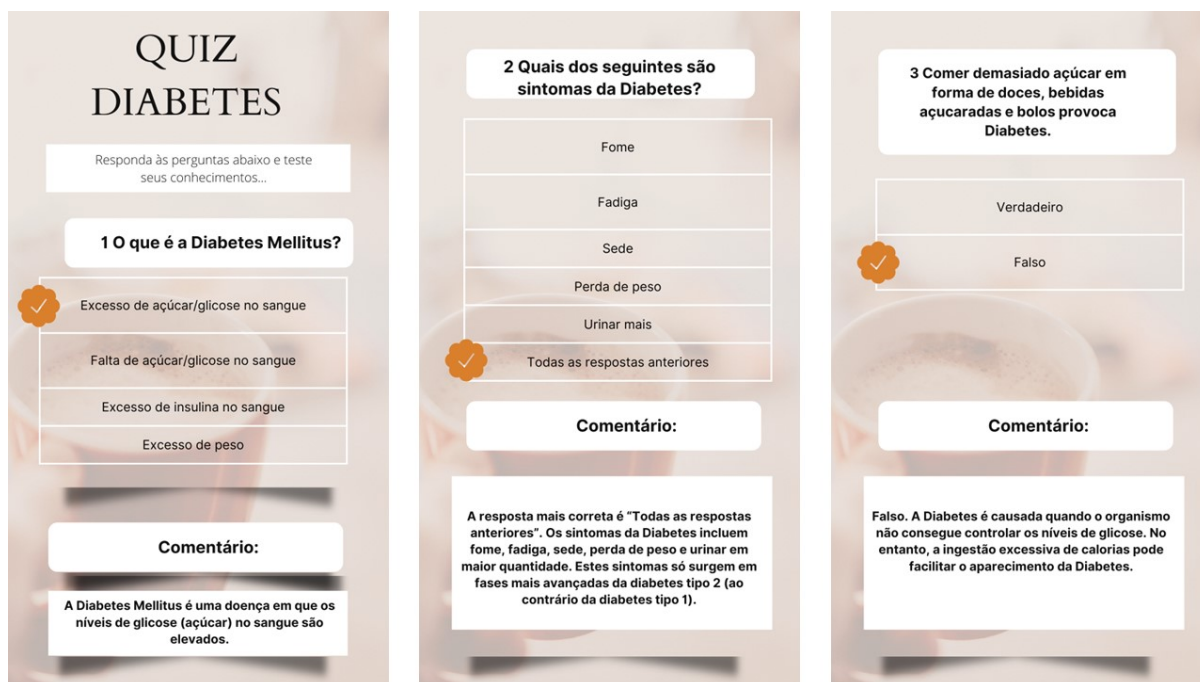 QUIZ
DIABETES
Responda às perguntas abaixo e teste
seus conhecimentos...
1 O que é a Diabetes Mellitus?
Excesso de açúcar/glicose no sangue
Falta de açúcar/glicose no sangue
Excesso de insulina no sangue
Excesso de peso
Comentário:
A Diabetes Mellitus é uma doença em que os
níveis de glicose (açúcar) no sangue são
elevados.
2 Quais dos seguintes são
sintomas da Diabetes?
Fome
Fadiga
Sede
Perda de peso
Urinar mais
Todas as respostas anteriores
Comentário:
A resposta mais correta é “Todas as respostas
anteriores”. Os sintomas da Diabetes incluem
fome, fadiga, sede, perda de peso e urinar em
maior quantidade. Estes sintomas só surgem em
fases mais avançadas da diabetes tipo 2 (ao
contrário da diabetes tipo 1).
3 Comer demasiado açúcar em
forma de doces, bebidas
açucaradas e bolos provoca
Diabetes.
Verdadeiro
Falso
Comentário:
Falso. A Diabetes é causada quando o organismo
não consegue controlar os níveis de glicose. No
entanto, a ingestão excessiva de calorias pode
facilitar o aparecimento da Diabetes.